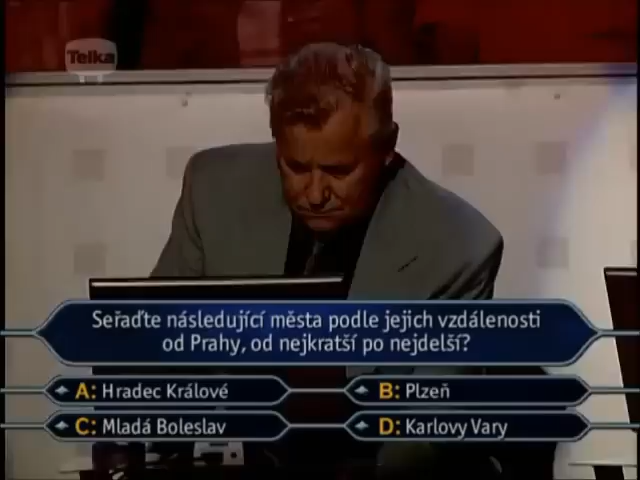 Telka
Seřaďte následující města podle jejich vzdálenosti
od Prahy, od nejkratší po nejdelší?
A: Hradec Králové
B: Plzeň
C: Mladá Boleslav
D: Karlovy Vary